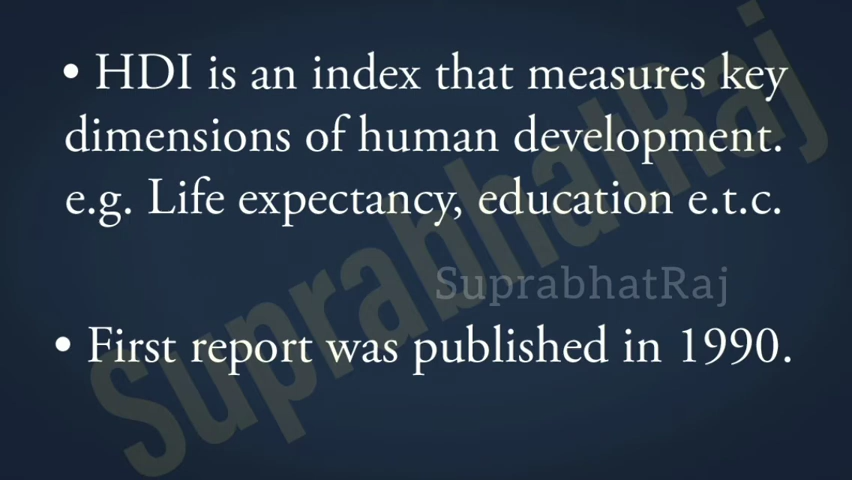 • HDI is an index that measures key
dimensions of human development.
e.g. Life expectancy, education e.t.c.
SuprabhatRaj
• First report was published in 1990.
SuprabhatRaj